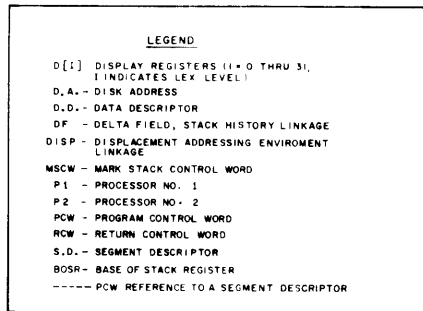 LEGEND
D[I] DISPLAY REGISTERS (I = 0 THRU 31,
I INDICATES LEX LEVEL)
D.A. - DISK ADDRESS
D.D. - DATA DESCRIPTOR
DF - DELTA FIELD, STACK HISTORY LINKAGE
DISP - DISPLACEMENT ADDRESSING ENVIROMENT
LINKAGE
MSCW - MARK STACK CONTROL WORD
P1 - PROCESSOR NO. 1
P2 - PROCESSOR NO. 2
PCW - PROGRAM CONTROL WORD
RCW - RETURN CONTROL WORD
S.D. - SEGMENT DESCRIPTOR
BOSR - BASE OF STACK REGISTER
----- PCW REFERENCE TO A SEGMENT DESCRIPTOR